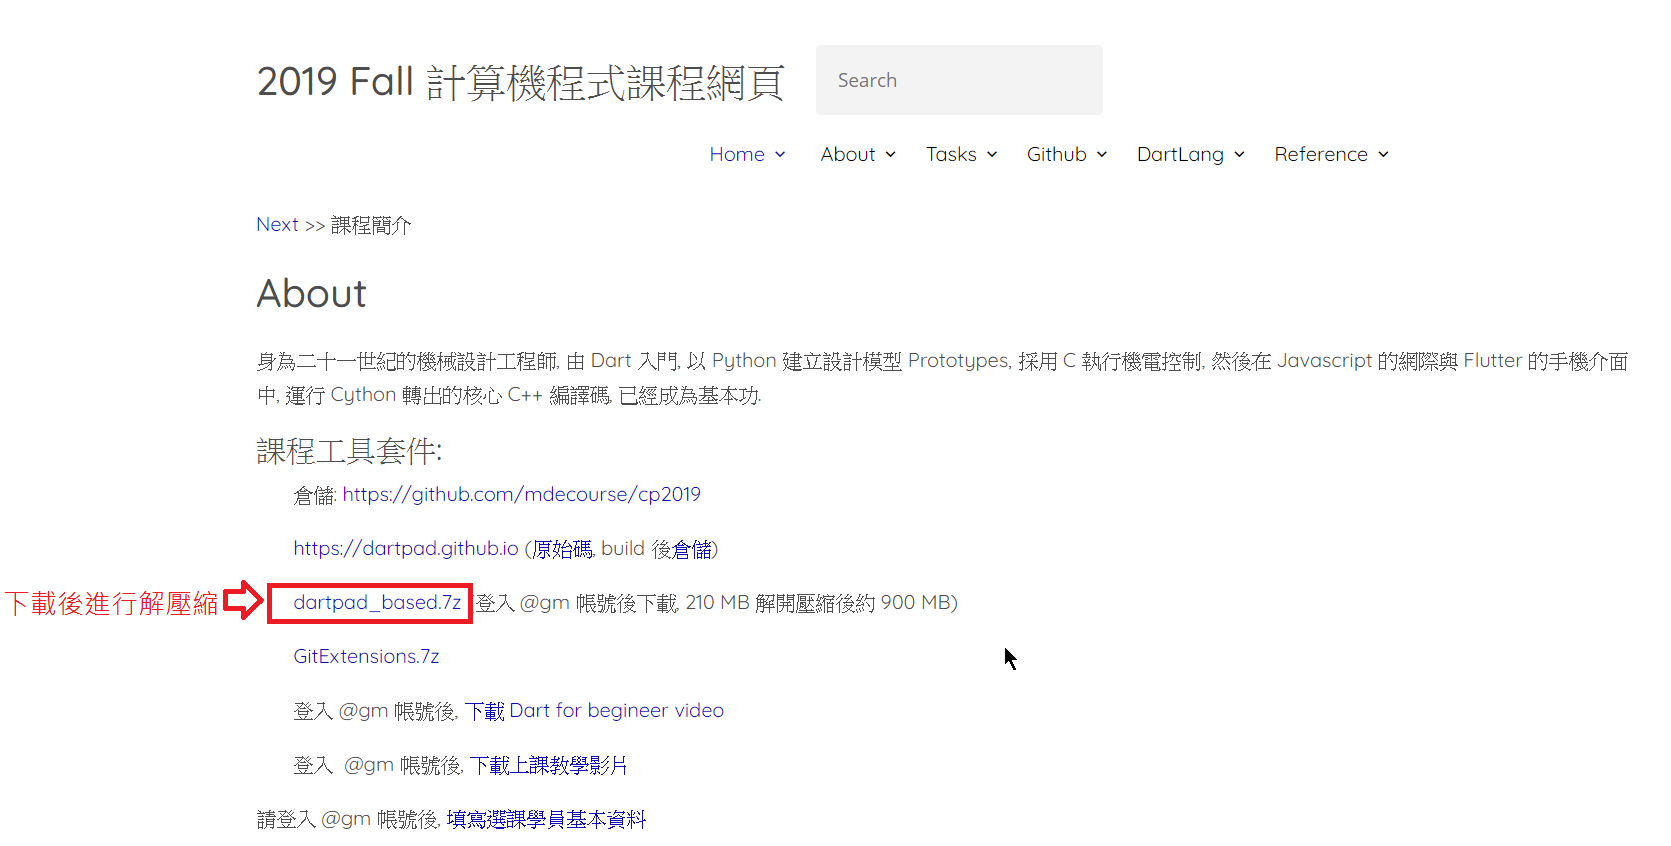 2019 Fall 計算機程式課程網頁
Search
Home About Tasks Github DartLang Reference
Next >> 課程簡介
About
身為二十一世紀的機械設計工程師, 由 Dart 入門, 以 Python 建立設計模型 Prototypes, 採用 C 執行機電控制, 然後在 Javascript 的網際與 Flutter 的手機介面
中, 運行 Cython 轉出的核心 C++ 編譯碼, 已經成為基本功.
課程工具套件:
倉儲: https://github.com/mdecourse/cp2019
https://dartpad.github.io (原始碼, build 後倉儲)
下載後進行解壓縮 dartpad_based.7z 登入 @gm 帳號後下載, 210 MB 解開壓縮後約 900 MB)
GitExtensions.7z
登入 @gm 帳號後, 下載 Dart for begineer video
登入 @gm 帳號後, 下載上課教學影片
請登入 @gm 帳號後, 填寫選課學員基本資料